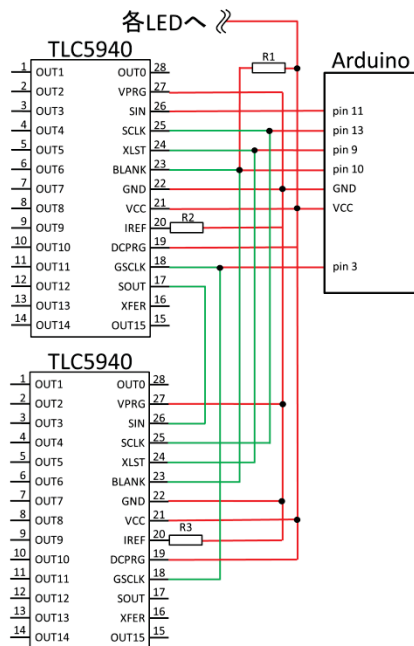 各LEDへ
TLC5940
1 OUT1 OUT0 28
2 OUT2 VPRG 27
3 OUT3 SIN 26
4 OUT4 SCLK 25
5 OUT5 XLST 24
6 OUT6 BLANK 23
7 OUT7 GND 22
8 OUT8 VCC 21
9 OUT9 IREF 20
10 OUT10 DCPRG 19
11 OUT11 GSCLK 18
12 OUT12 SOUT 17
13 OUT13 XFER 16
14 OUT14 OUT15 15
R1
R2
Arduino
pin 11
pin 13
pin 9
pin 10
GND
VCC
pin 3
TLC5940
1 OUT1 OUT0 28
2 OUT2 VPRG 27
3 OUT3 SIN 26
4 OUT4 SCLK 25
5 OUT5 XLST 24
6 OUT6 BLANK 23
7 OUT7 GND 22
8 OUT8 VCC 21
9 OUT9 IREF 20
10 OUT10 DCPRG 19
11 OUT11 GSCLK 18
12 OUT12 SOUT 17
13 OUT13 XFER 16
14 OUT14 OUT15 15
R3